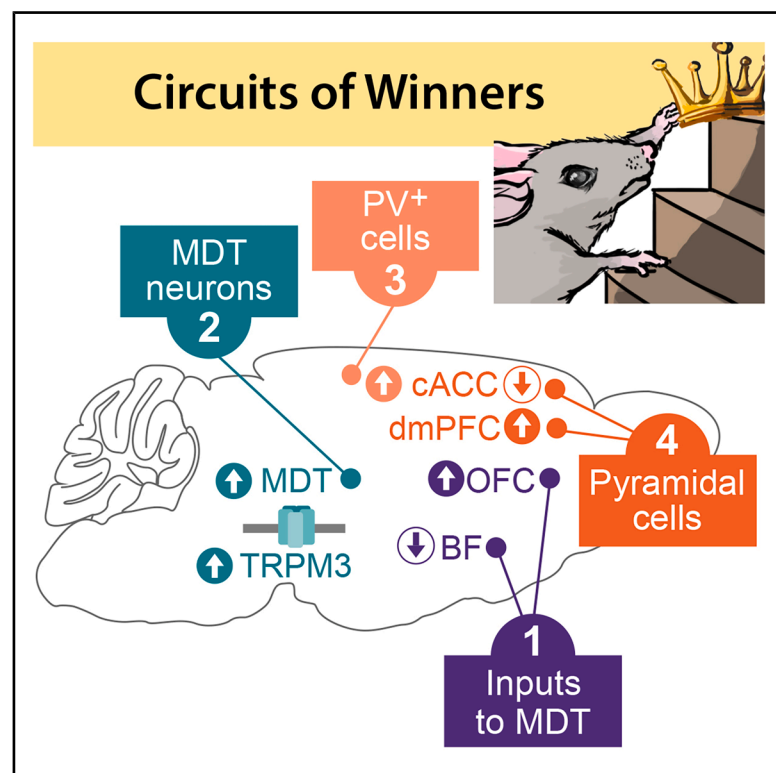 Circuits of Winners
PV+
cells
3
MDT
neurons
2
cACC
dmPFC
4
Pyramidal
cells
MDT
OFC
TRPM3
BF
1
Inputs
to MDT